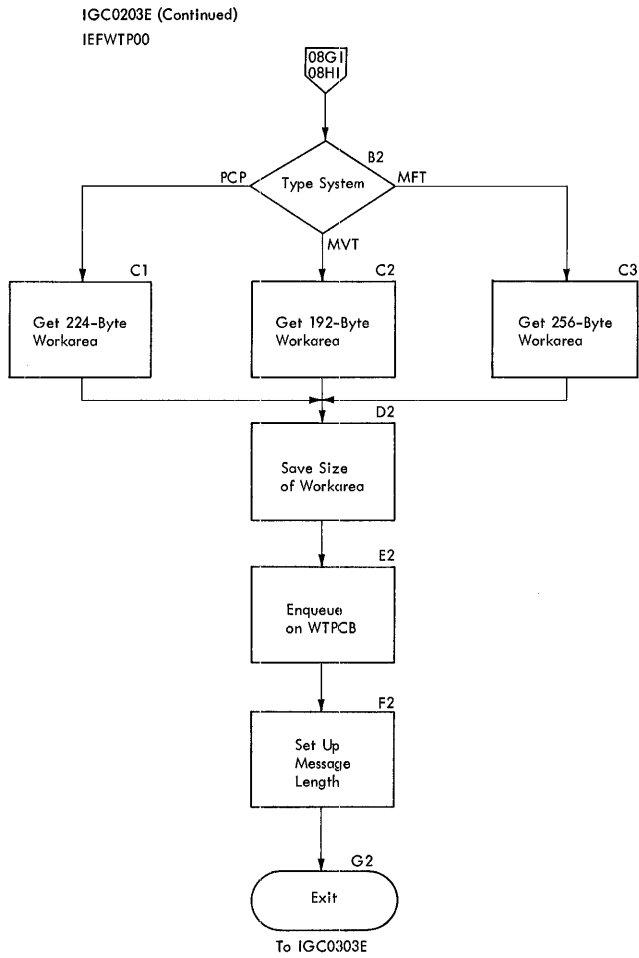 IGC0203E (Continued)
IEFWTP00
08G1
08H1
B2
Type System
PCP
MFT
MVT
C1
C2
C3
Get 224-Byte
Workarea
Get 192-Byte
Workarea
Get 256-Byte
Workarea
D2
Save Size
of Workarea
E2
Enqueue
on WTPCB
F2
Set Up
Message
Length
G2
Exit
To IGC0303E